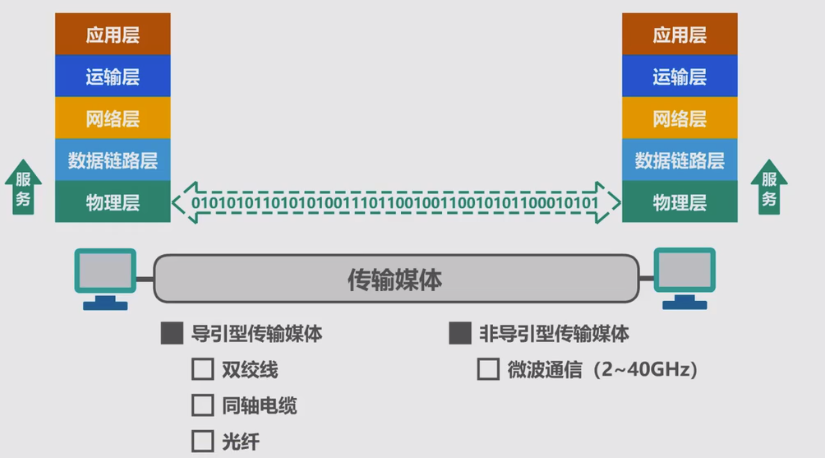 应用层
运输层
网络层
数据链路层
物理层
服务
010101011010101001110110010011001010110001010​1
应用层
运输层
网络层
数据链路层
物理层
服务
传输媒体
导引型传输媒体
双绞线
同轴电缆
光纤
非导引型传输媒体
微波通信（2~40GHz）